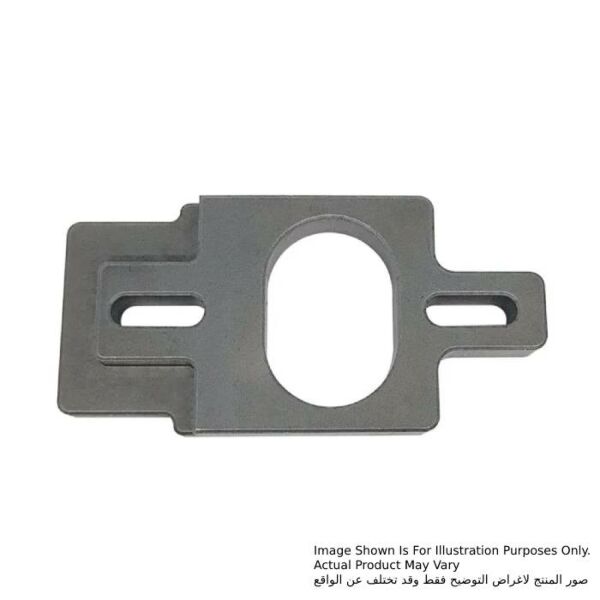 Image Shown Is For Illustration Purposes Only.
Actual Product May Vary
صور المنتج لاغراض التوضيح فقط وقد تختلف عن الواقع